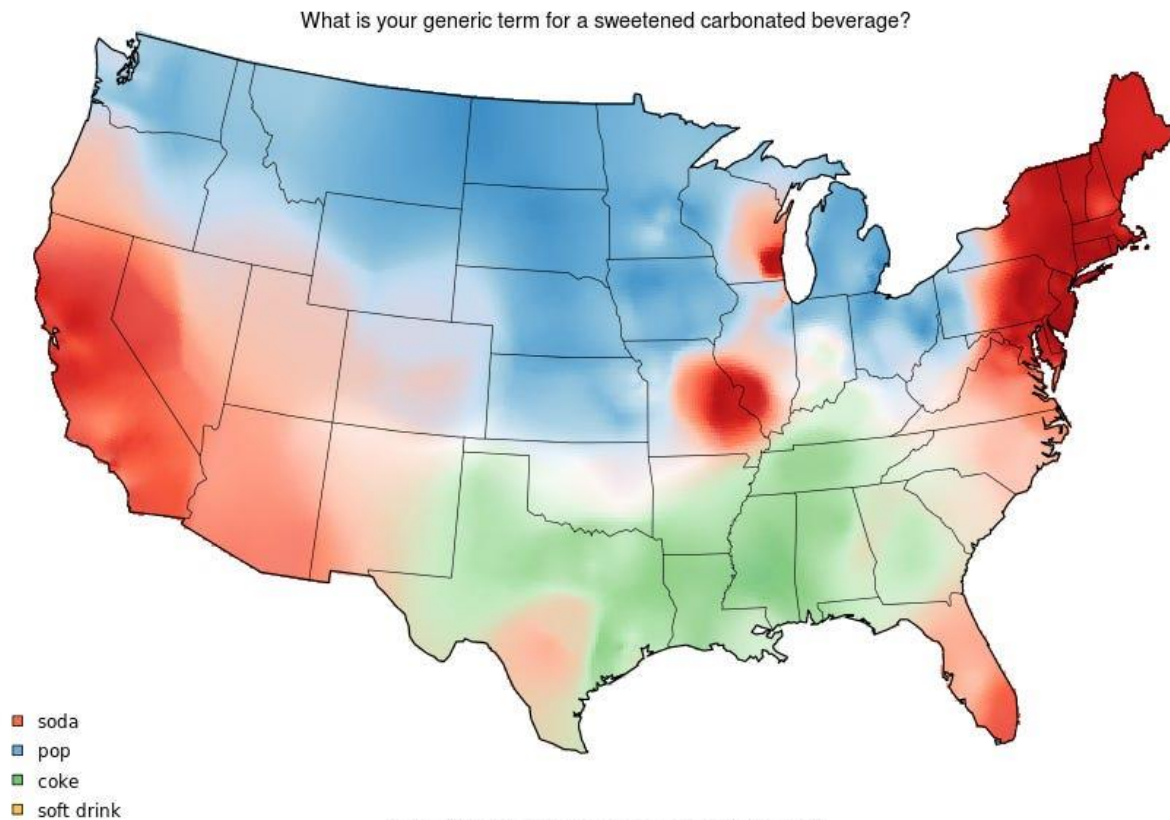 What is your generic term for a sweetened carbonated beverage?
soda
pop
coke
soft drink